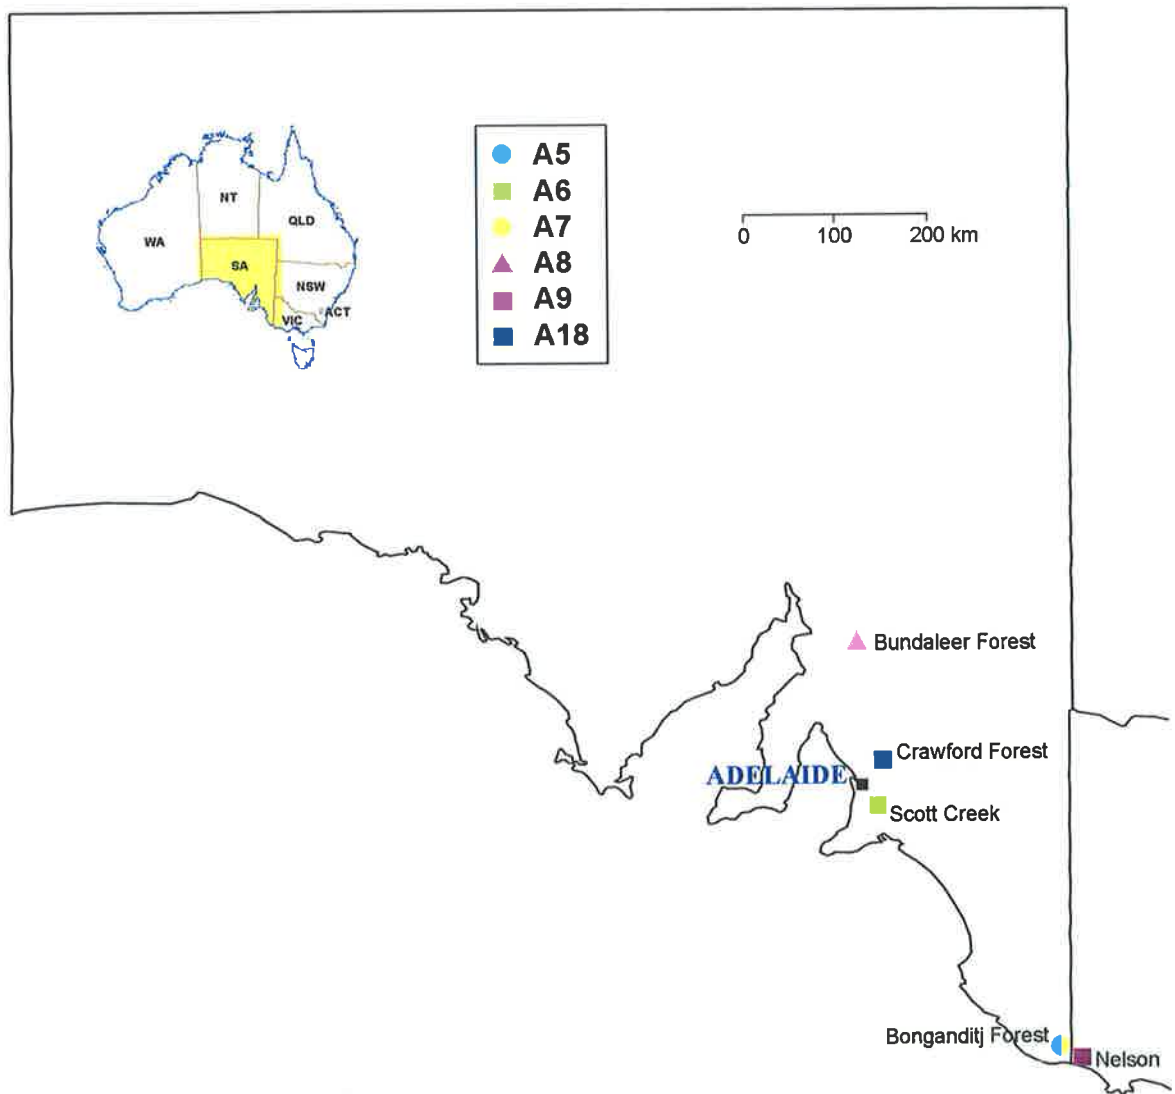 NT
QLD
WA
SA
NSW
ACT
VIC
A5
A6
A7
A8
A9
A18
0 100 200 km
Bundaleer Forest
Crawford Forest
ADELAIDE
Scott Creek
Bonganditj Forest
Nelson